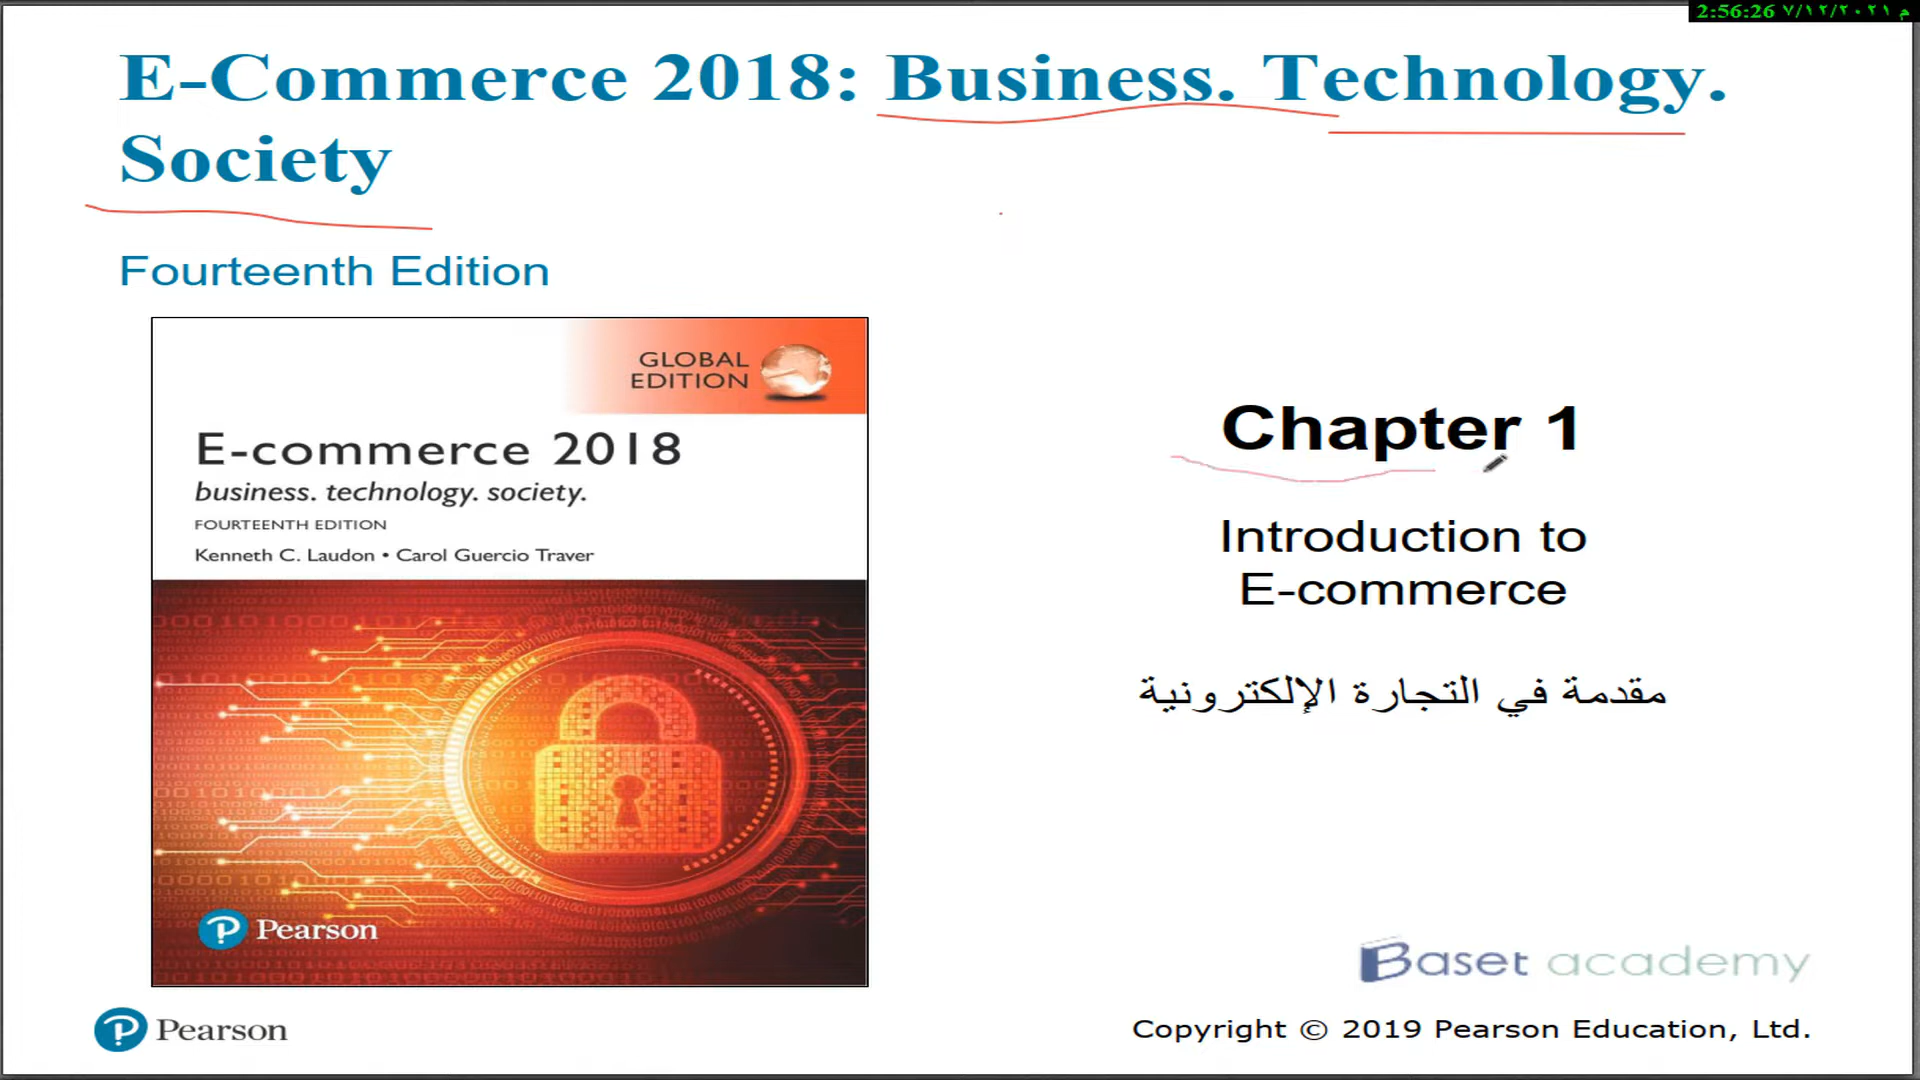 2:56:26 ٧/١٢/٢٠٢١ م
E-Commerce 2018: Business. Technology.
Society
Fourteenth Edition
GLOBAL
EDITION
E-commerce 2018
business. technology. society.
FOURTEENTH EDITION
Kenneth C. Laudon • Carol Guercio Traver
Pearson
Chapter 1
Introduction to
E-commerce
مقدمة في التجارة الإلكترونية
Baset academy
Pearson
Copyright © 2019 Pearson Education, Ltd.